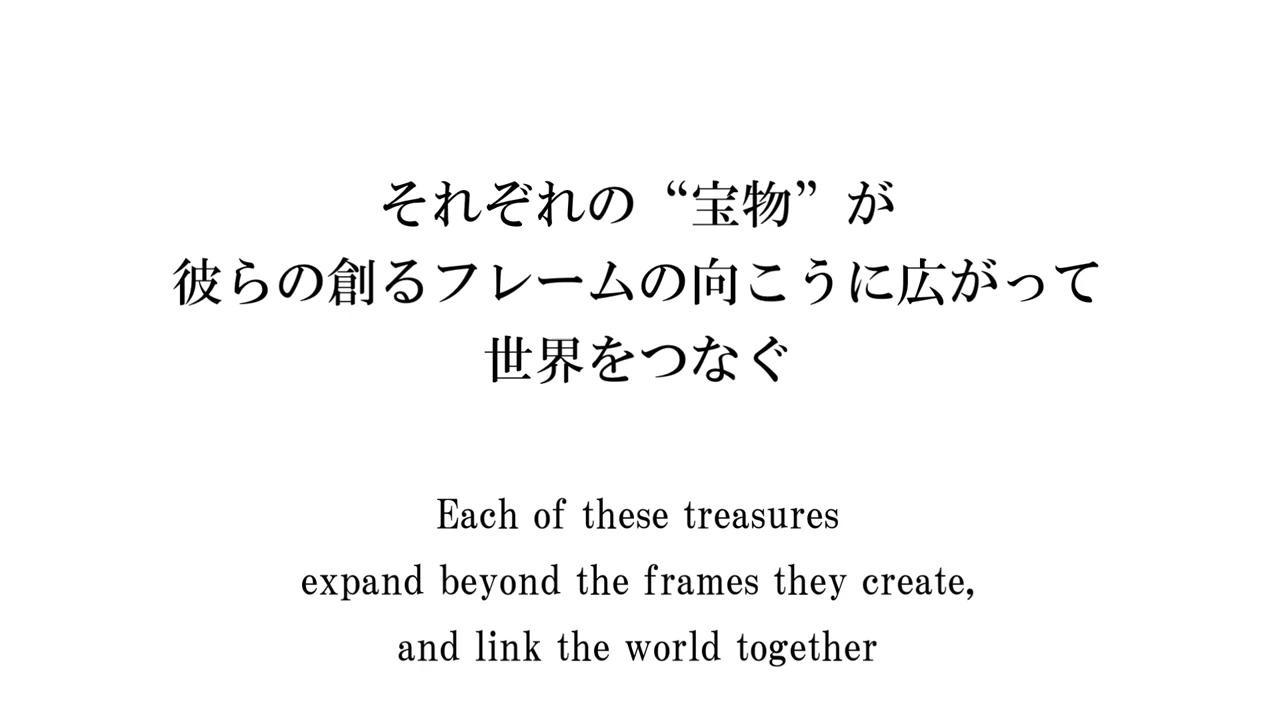 それぞれの“宝物”が
彼らの創るフレームの向こうに広がって
世界をつなぐ
Each of these treasures
expand beyond the frames they create,
and link the world together